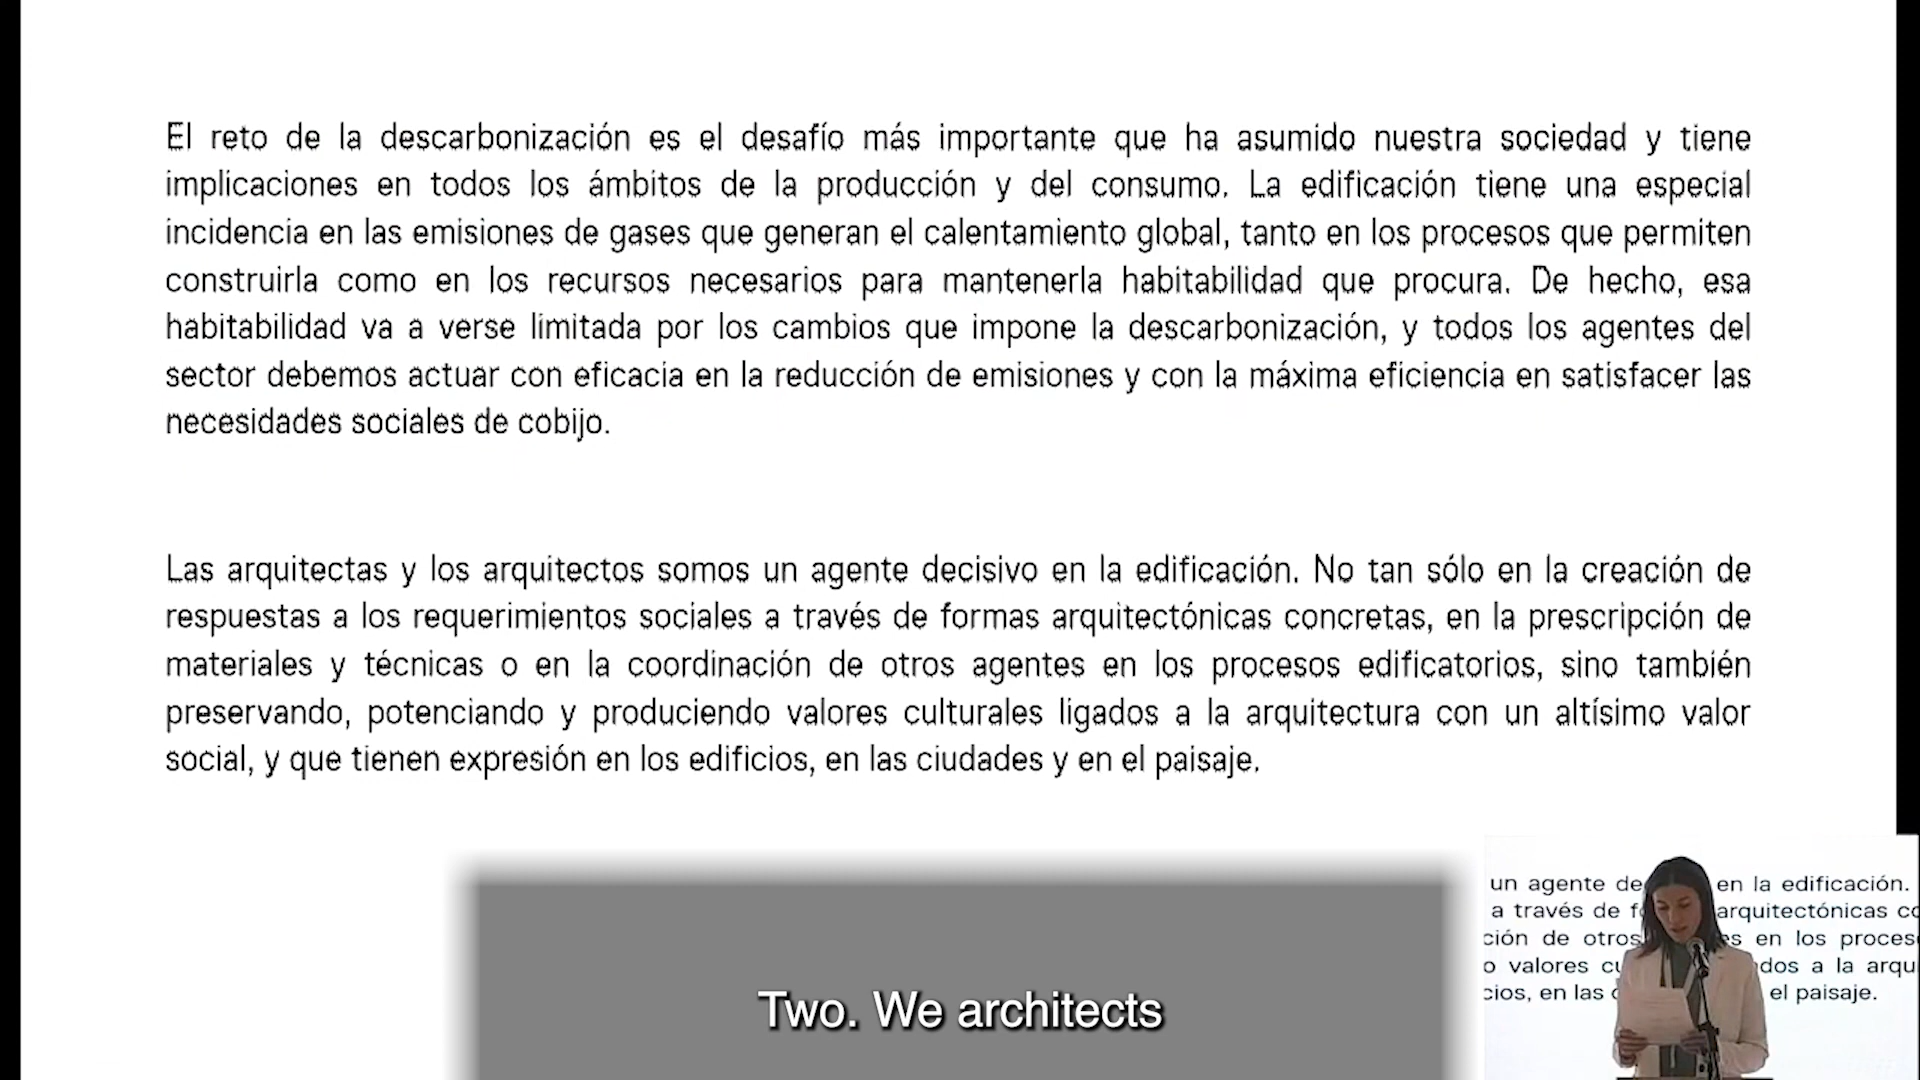 El reto de la descarbonización es el desafío más importante que ha asumido nuestra sociedad y tiene
implicaciones en todos los ámbitos de la producción y del consumo. La edificación tiene una especial
incidencia en las emisiones de gases que generan el calentamiento global, tanto en los procesos que permiten
construirla como en los recursos necesarios para mantenerla habitabilidad que procura. De hecho, esa
habitabilidad va a verse limitada por los cambios que impone la descarbonización, y todos los agentes del
sector debemos actuar con eficacia en la reducción de emisiones y con la máxima eficiencia en satisfacer las
necesidades sociales de cobijo.
Las arquitectas y los arquitectos somos un agente decisivo en la edificación. No tan sólo en la creación de
respuestas a los requerimientos sociales a través de formas arquitectónicas concretas, en la prescripción de
materiales y técnicas o en la coordinación de otros agentes en los procesos edificatorios, sino también
preservando, potenciando y produciendo valores culturales ligados a la arquitectura con un altísimo valor
social, y que tienen expresión en los edificios, en las ciudades y en el paisaje.
un agente de en la edificación.
a través de f arquitectónicas co
ción de otros es en los proces
o valores cu dos a la arqu
cios, en las el paisaje.
Two. We architects